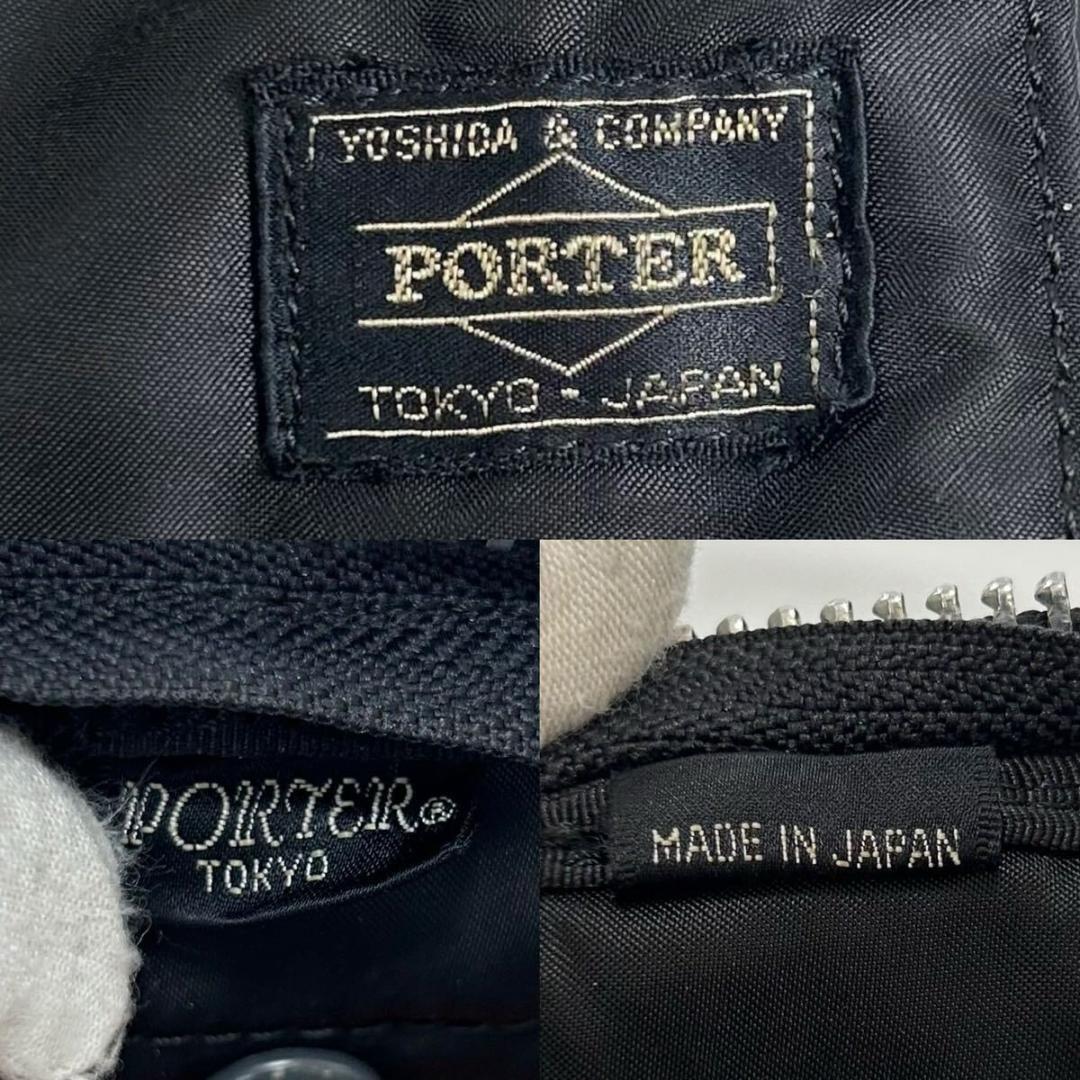 YOSHIDA & COMPANY
PORTER
TOKYO - JAPAN
PORTER®
TOKYO
MADE IN JAPAN